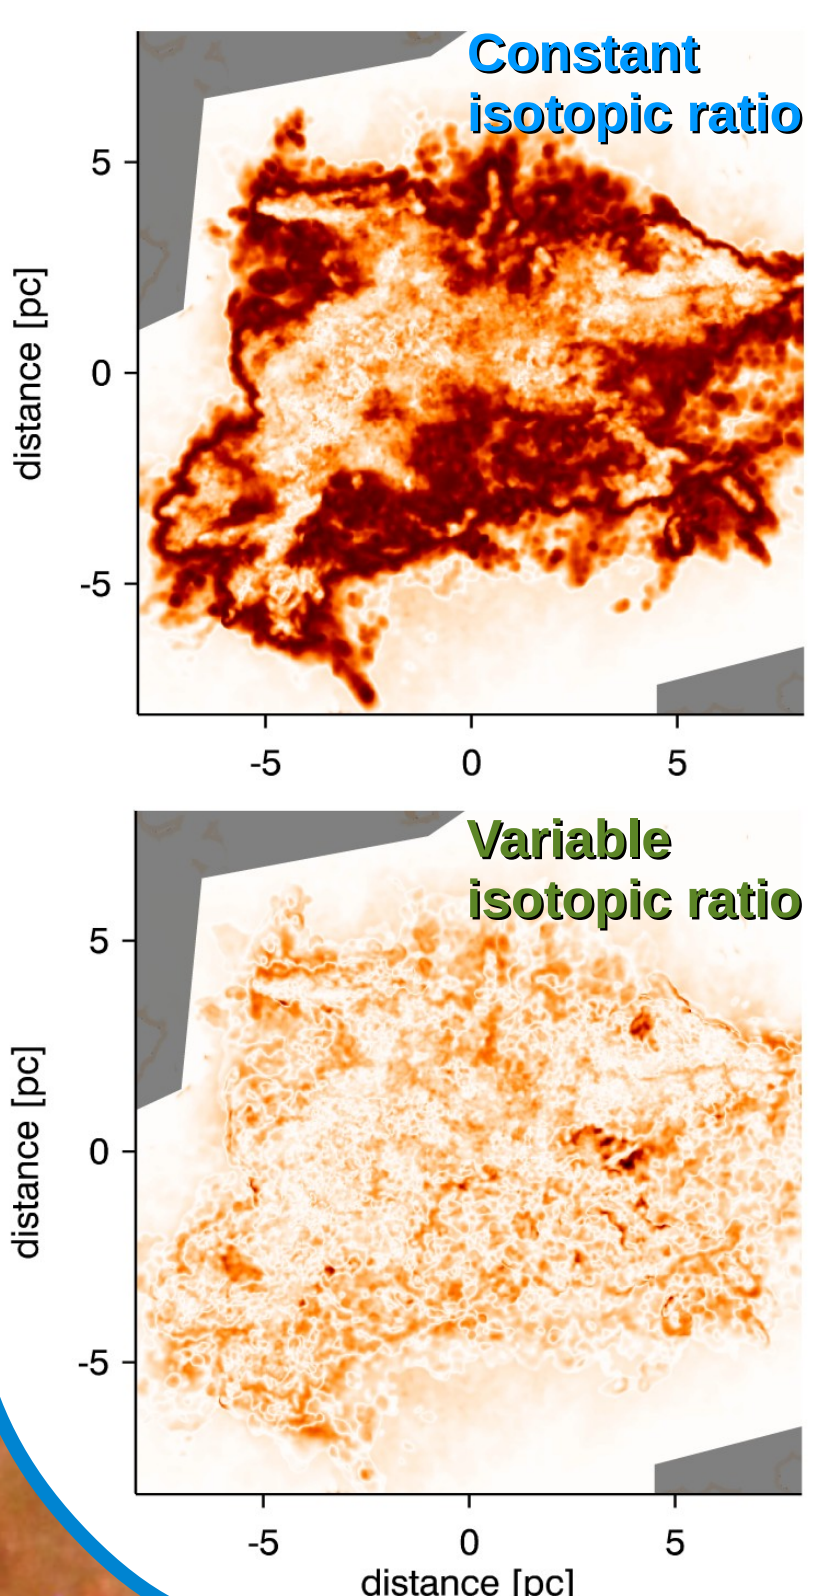 Constant
isotopic ratio
5
0
-5
distance [pc]
-5 0 5
Variable
isotopic ratio
5
0
-5
distance [pc]
-5 0 5
distance [pc]